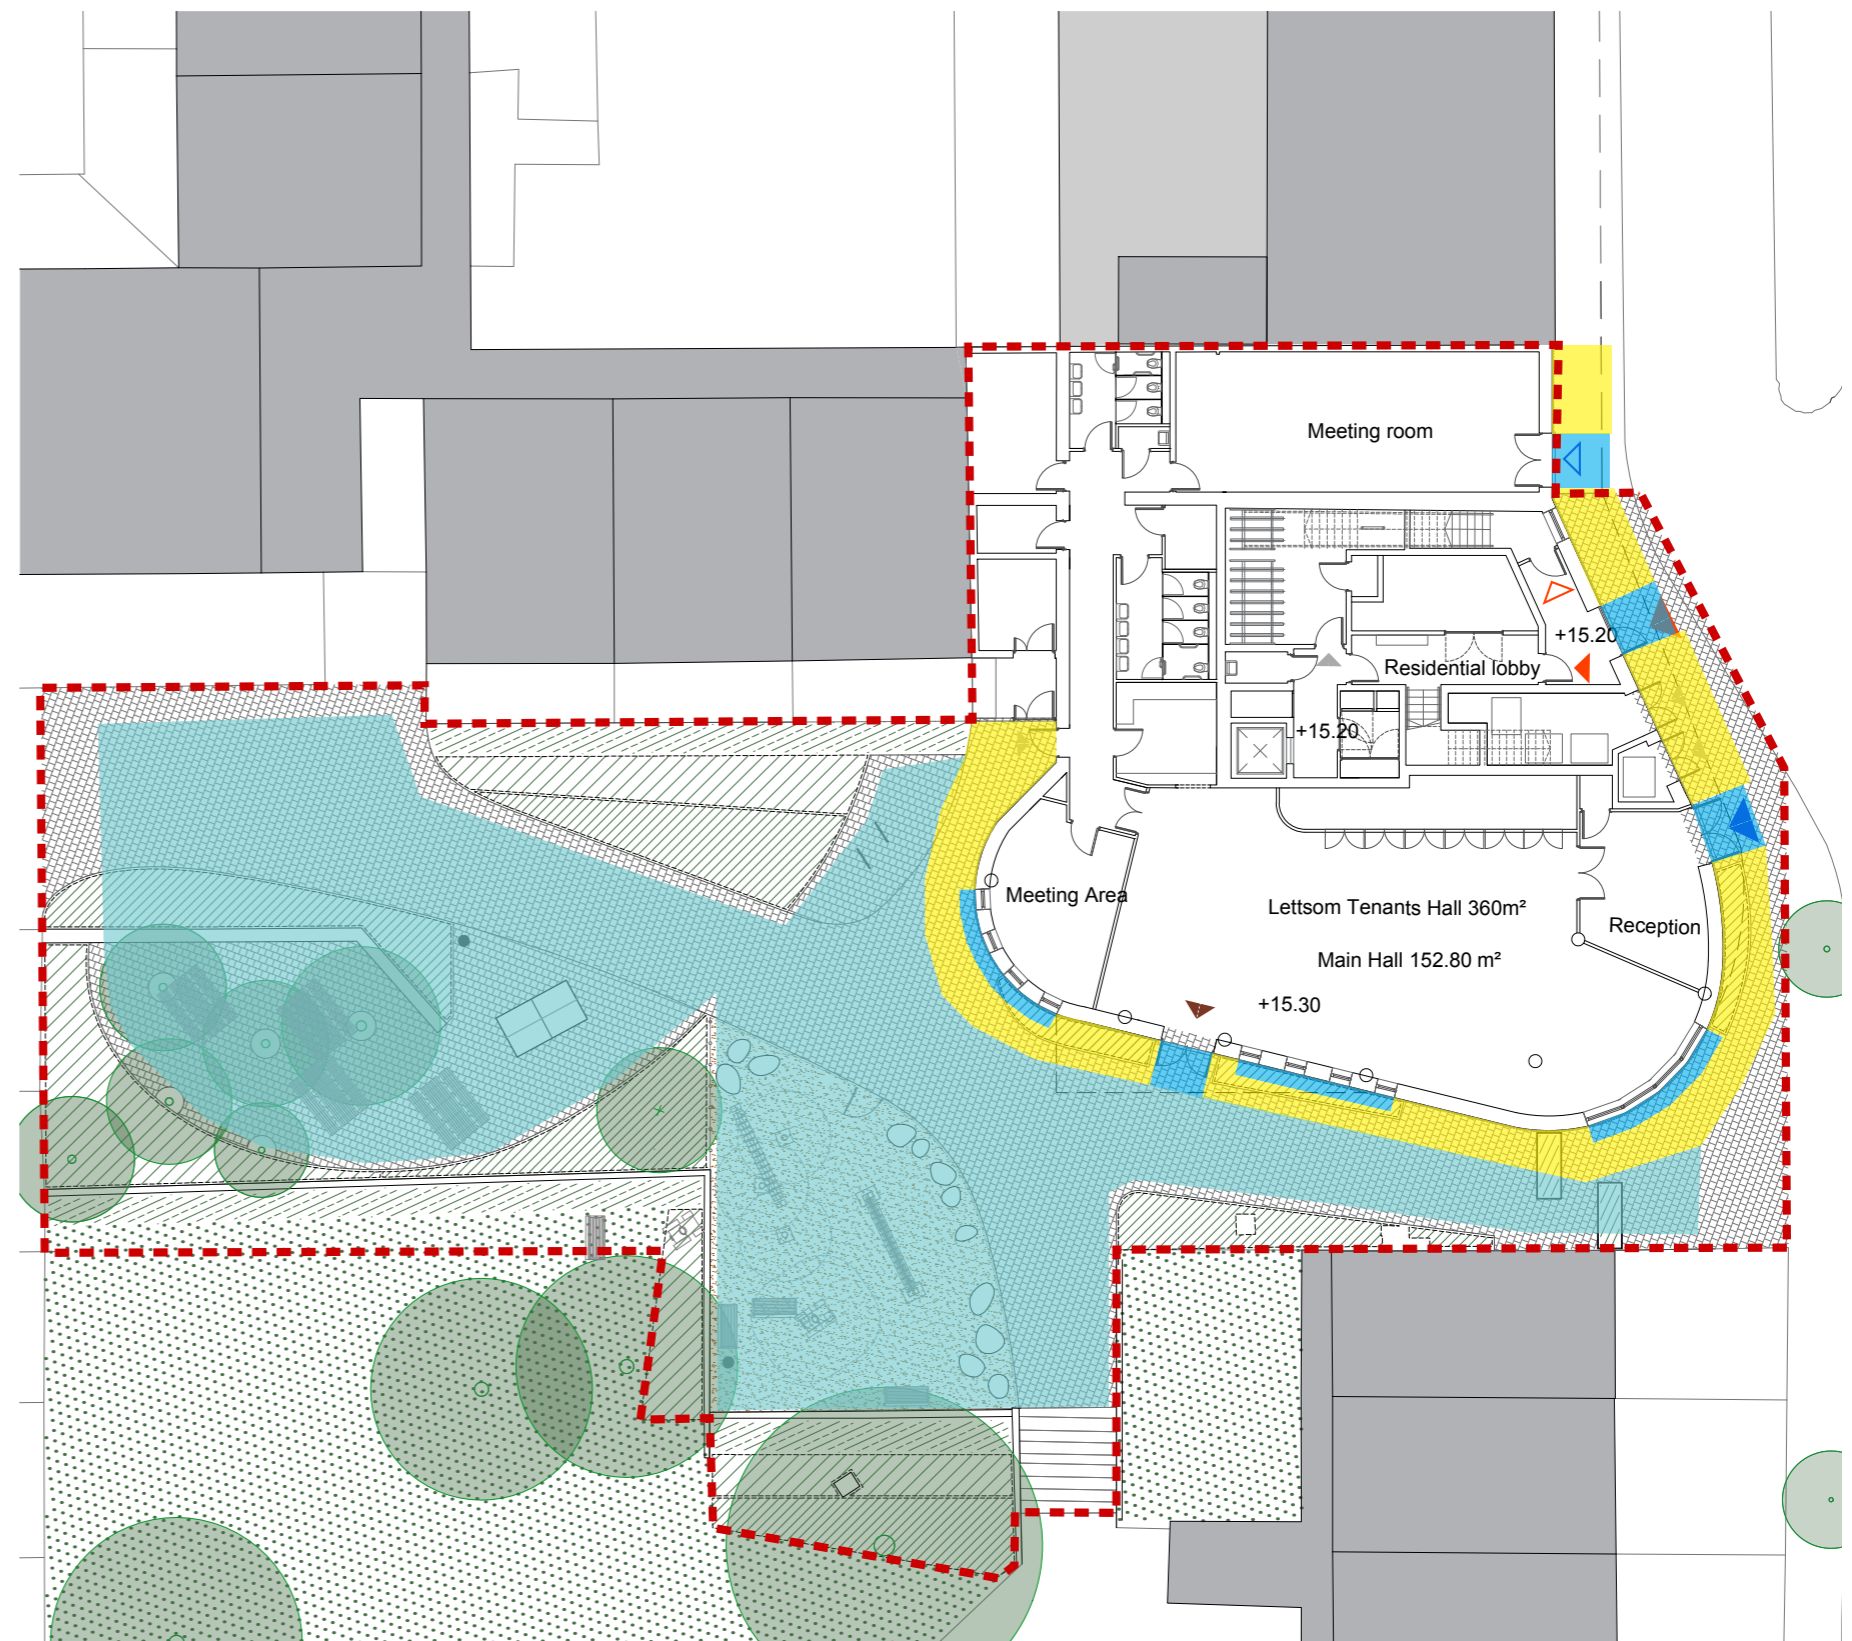 Meeting room
+15.20
Residential lobby
+15.20
Meeting Area
Lettsom Tenants Hall 360m²
Reception
Main Hall 152.80 m²
+15.30